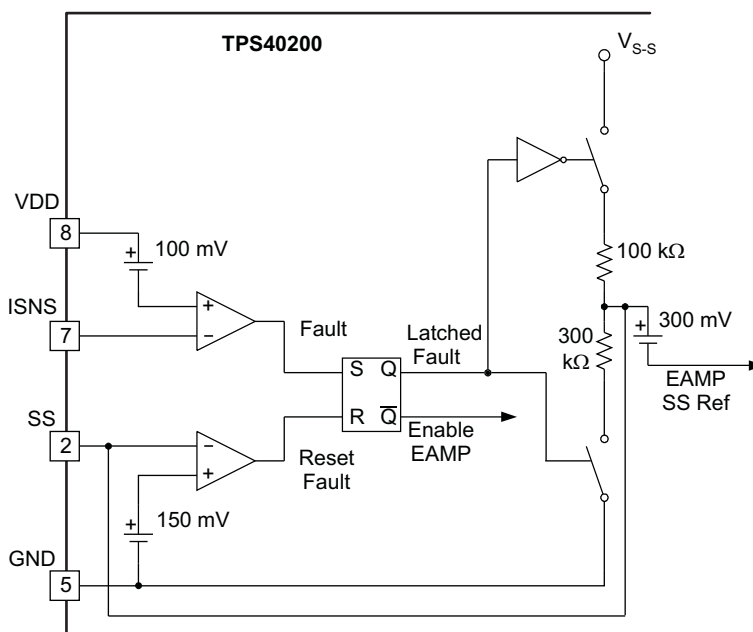 TPS40200
V_S-S
VDD
8
+
100 mV
ISNS
7
+
−
Fault
100 kΩ
Latched
Fault
300
kΩ
+
300 mV
EAMP
SS Ref
S Q
R Q̅
Enable
EAMP
SS
2
−
+
Reset
Fault
+
150 mV
GND
5